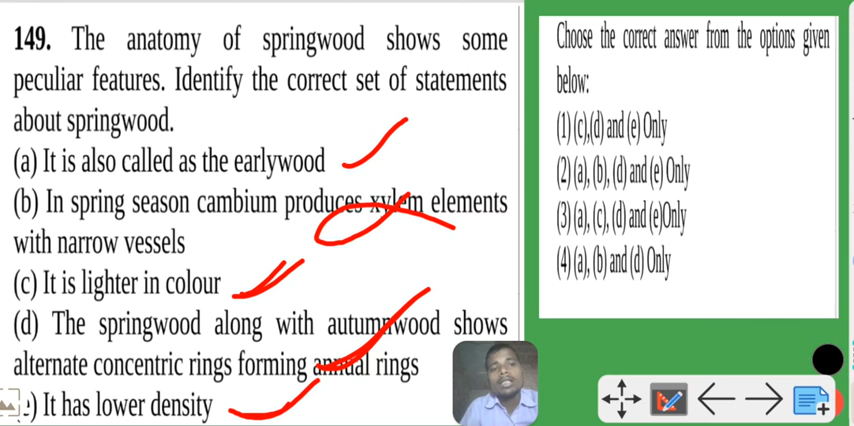 149. The anatomy of springwood shows some
peculiar features. Identify the correct set of statements
about springwood.
(a) It is also called as the earlywood
(b) In spring season cambium produces xylem elements
with narrow vessels
(c) It is lighter in colour
(d) The springwood along with autumnwood shows
alternate concentric rings forming annual rings
e) It has lower density
Choose the correct answer from the options given
below:
(1) (c),(d) and (e) Only
(2) (a), (b), (d) and (e) Only
(3) (a), (c), (d) and (e)Only
(4) (a), (b) and (d) Only